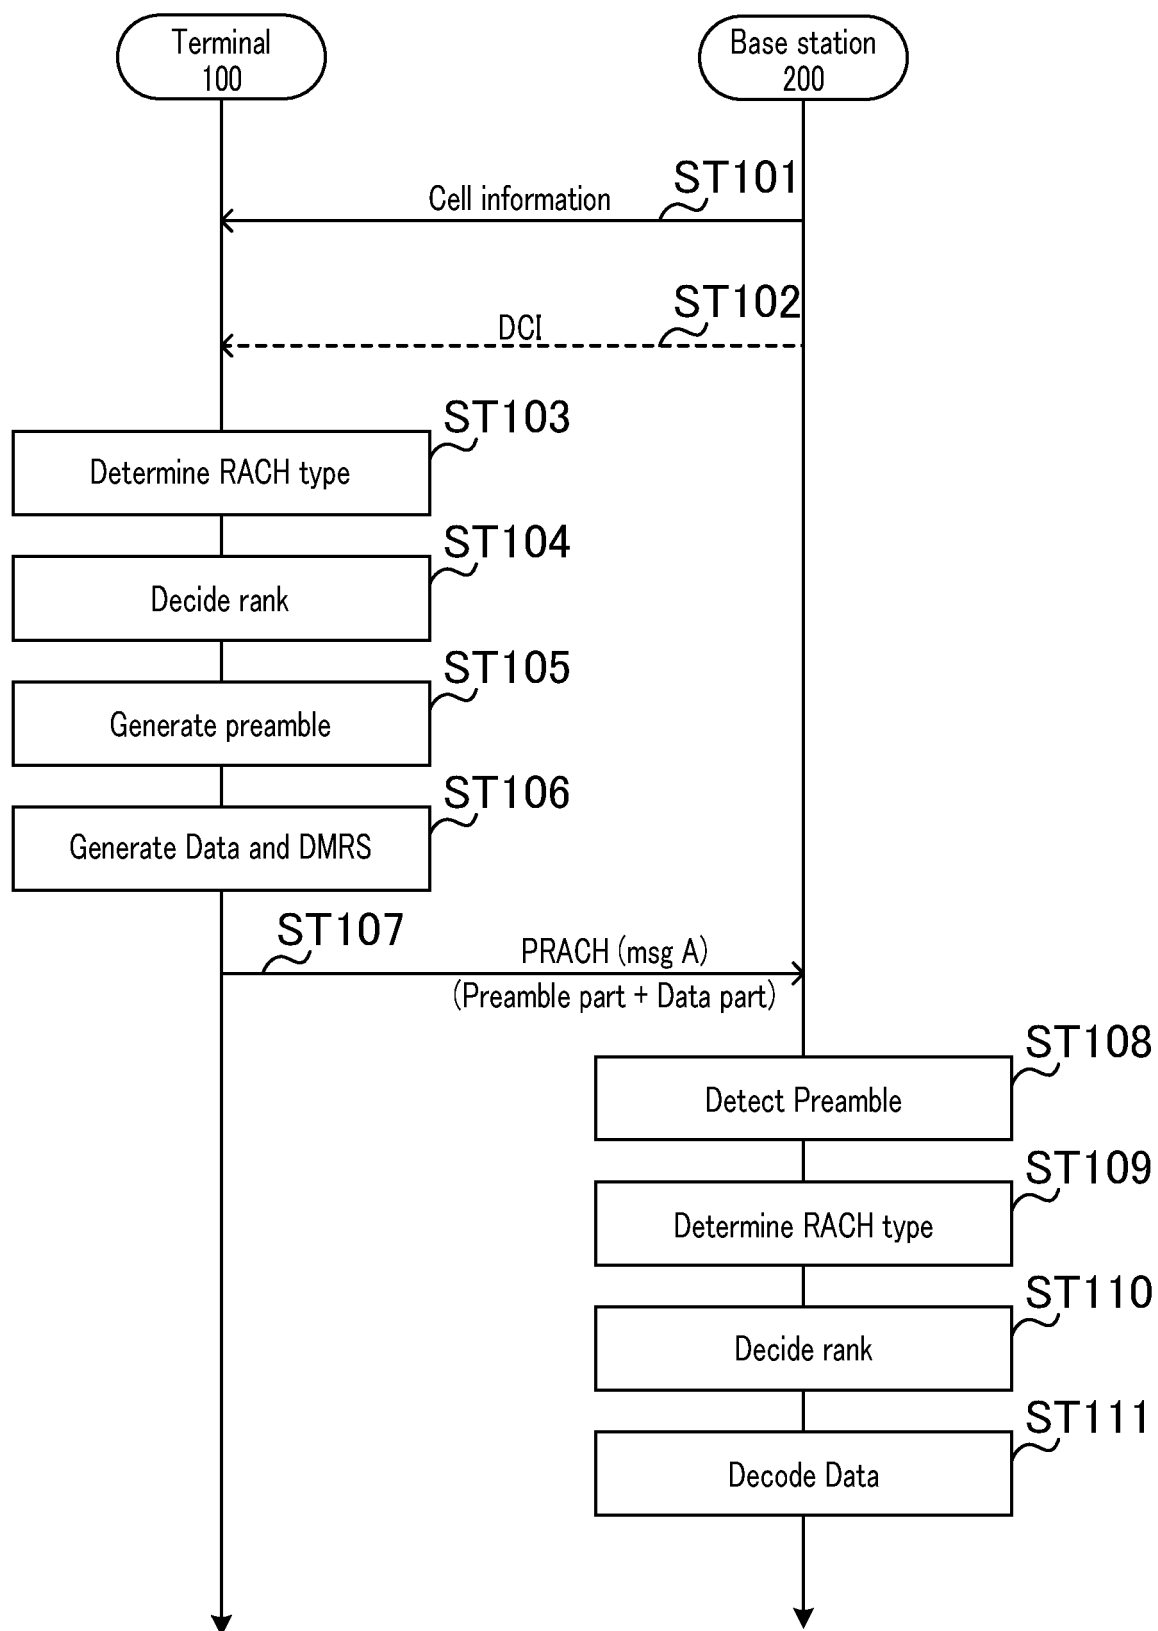 Terminal
100
Base station
200
ST101
Cell information
ST102
DCI
ST103
Determine RACH type
ST104
Decide rank
ST105
Generate preamble
ST106
Generate Data and DMRS
ST107
PRACH (msg A)
(Preamble part + Data part)
ST108
Detect Preamble
ST109
Determine RACH type
ST110
Decide rank
ST111
Decode Data